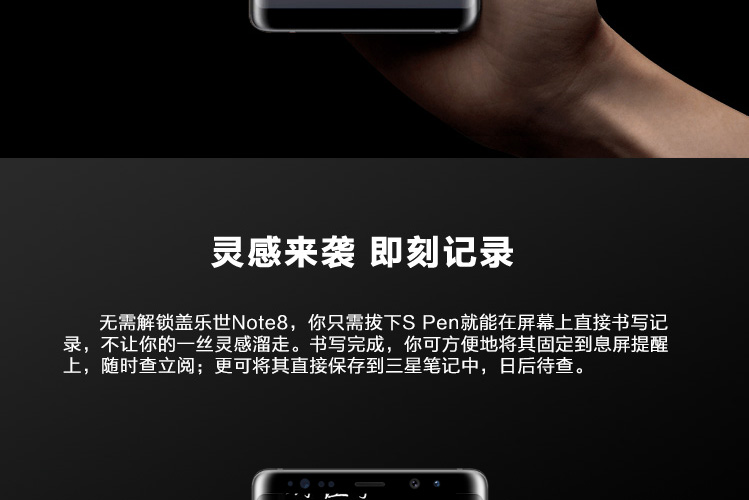 灵感来袭 即刻记录
无需解锁盖乐世Note8，你只需拔下S Pen就能在屏幕上直接书写记
录，不让你的一丝灵感溜走。书写完成，你可方便地将其固定到息屏提醒
上，随时查立阅；更可将其直接保存到三星笔记中，日后待查。